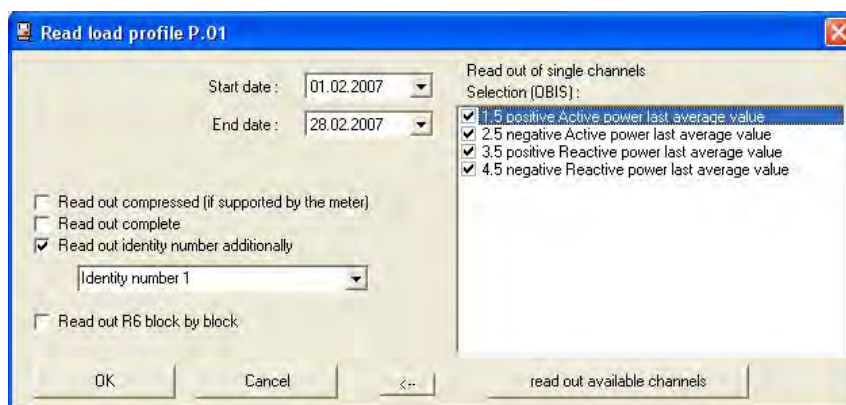 Read load profile P.01
Start date : 01.02.2007
End date : 28.02.2007
Read out compressed (if supported by the meter)
Read out complete
Read out identity number additionally
Identity number 1
Read out R6 block by block
Read out of single channels
Selection (OBIS) :
1.5 positive Active power last average value
2.5 negative Active power last average value
3.5 positive Reactive power last average value
4.5 negative Reactive power last average value
OK Cancel <-- read out available channels